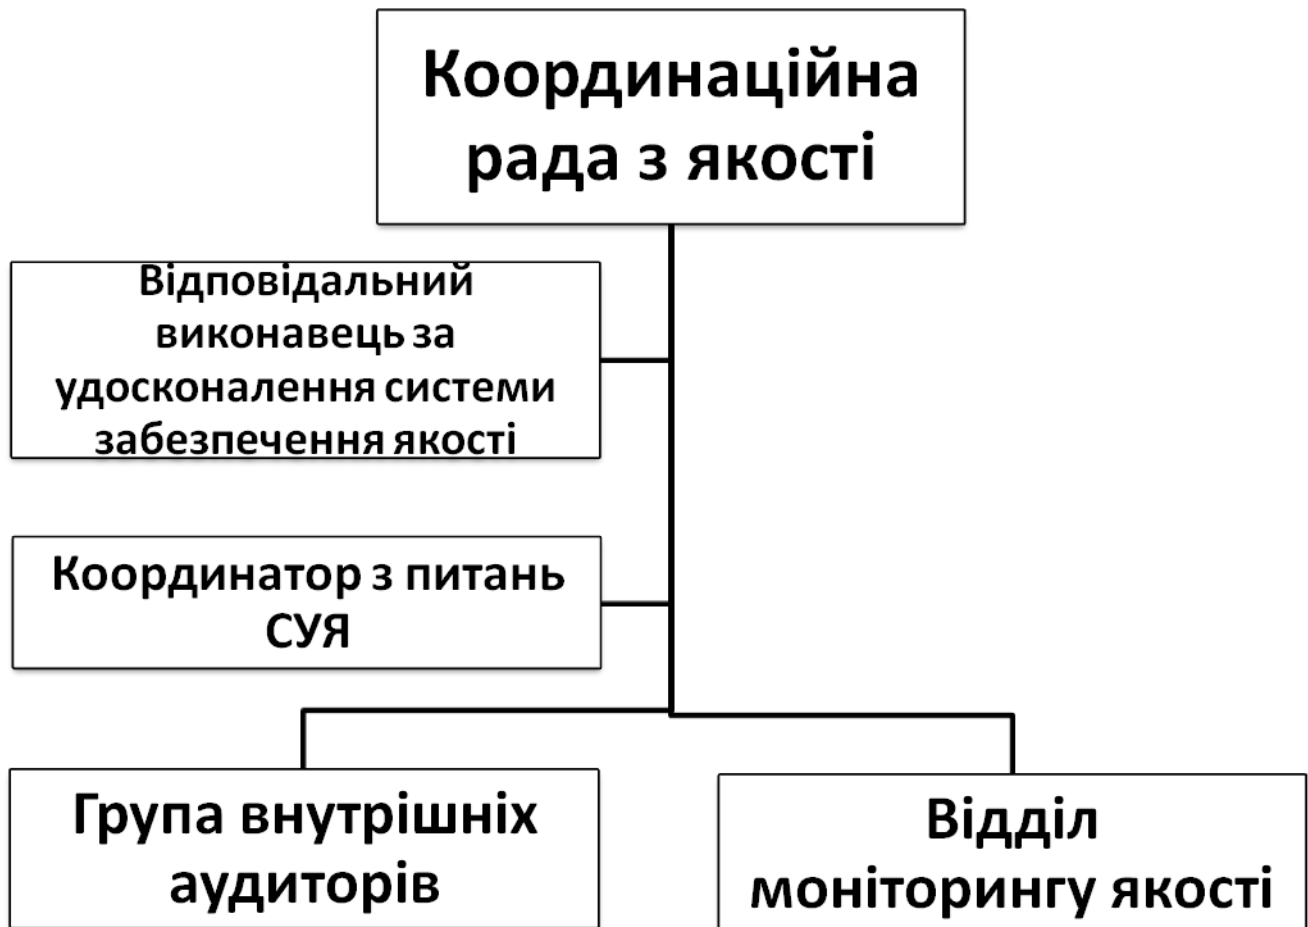 Координаційна
рада з якості
Відповідальний
виконавець за
удосконалення системи
забезпечення якості
Координатор з питань
СУЯ
Група внутрішніх
аудиторів
Відділ
моніторингу якості